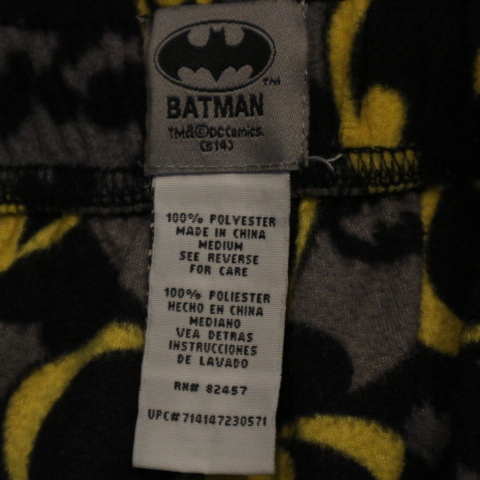 TM
BATMAN
TM&©DC Comics.
(s14)
100% POLYESTER
MADE IN CHINA
MEDIUM
SEE REVERSE
FOR CARE
100% POLIESTER
HECHO EN CHINA
MEDIANO
VEA DETRAS
INSTRUCCIONES
DE LAVADO
RN# 82457
UPC#714147230571